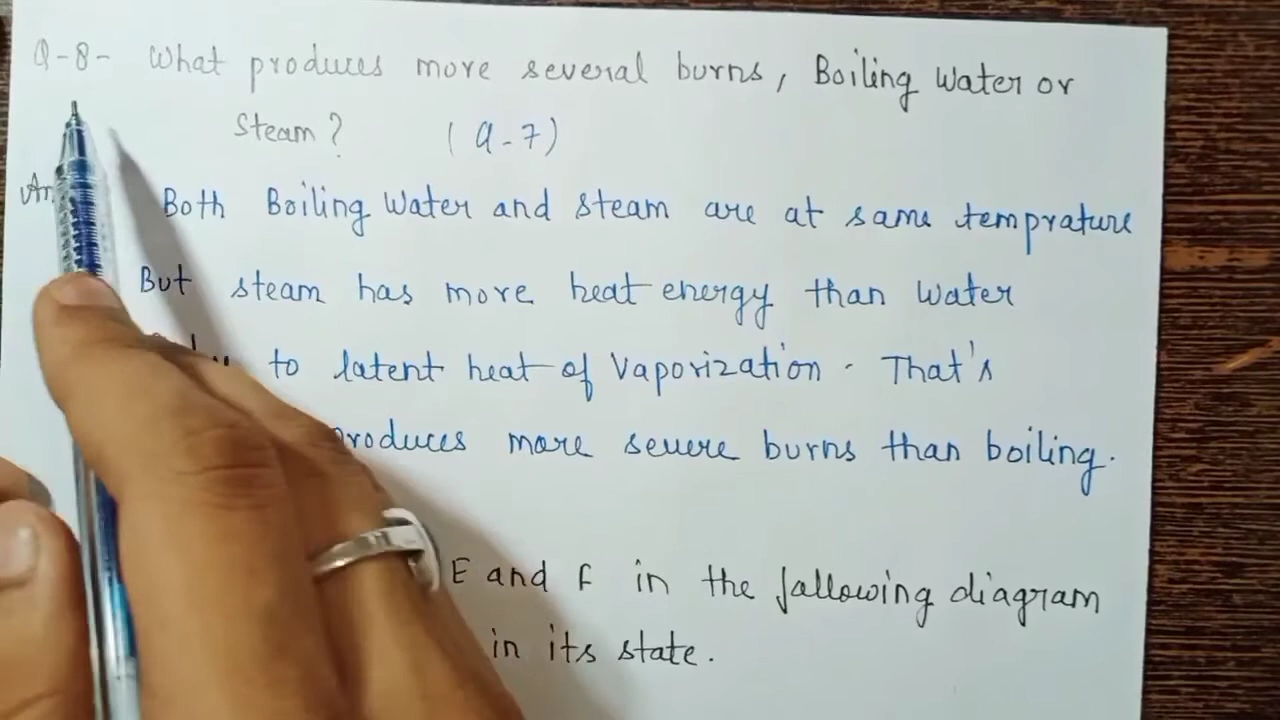 Q-8- What produces more several burns, Boiling Water or
Steam? (Q-7)
Both Boiling Water and steam are at same temprature
But steam has more heat energy than water
to latent heat of vaporization. That's
produces more severe burns than boiling.
E and F in the fallowing diagram
in its state.